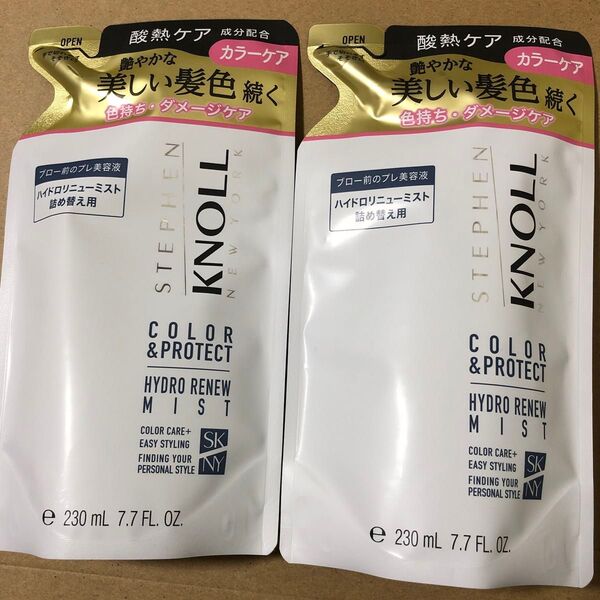 OPEN
酸熱ケア 成分配合
カラーケア
艶やかな
美しい髪色続く
色持ち・ダメージケア
ブロー前のプレ美容液
ハイドロリニューミスト
詰め替え用
STEPHEN
KNOLL
NEW YORK
COLOR
&PROTECT
HYDRO RENEW
MIST
COLOR CARE+
EASY STYLING
FINDING YOUR
PERSONAL STYLE
SK
NY
e 230 mL 7.7 FL. OZ.
OPEN
酸熱ケア 成分配合
カラーケア
艶やかな
美しい髪色続く
色持ち・ダメージケア
ブロー前のプレ美容液
ハイドロリニューミスト
詰め替え用
STEPHEN
KNOLL
NEW YORK
COLOR
&PROTECT
HYDRO RENEW
MIST
COLOR CARE+
EASY STYLING
FINDING YOUR
PERSONAL STYLE
SK
NY
e 230 mL 7.7 FL. OZ.